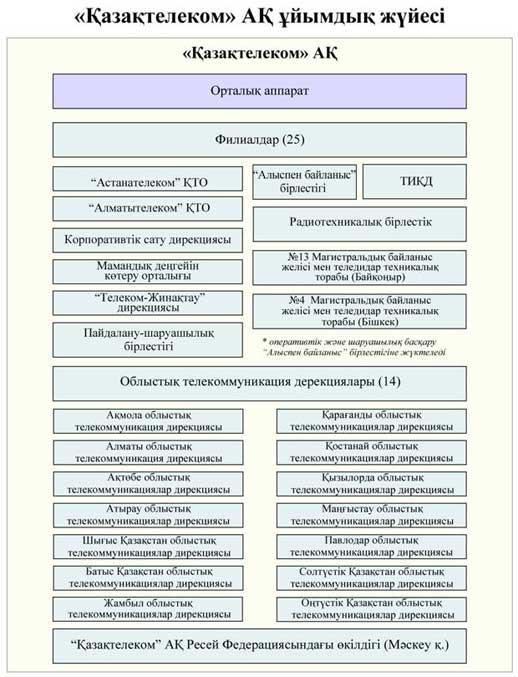 «Қазақтелеком» АҚ ұйымдық жүйесі
«Қазақтелеком» АҚ
Орталық аппарат
Филиалдар (25)
“Астанателеком” ҚТО
“Алматытелеком” ҚТО
Корпоративтік сату дирекциясы
Мамандық деңгейін
көтеру орталығы
“Телеком-Жинақтау”
дирекциясы
Пайдалану-шаруашылық
бірлестігі
“Алыспен байланыс”
бірлестігі
ТИҚД
Радиотехникалық бірлестік
№13 Магистральдық байланыс
желісі мен теледидар техникалық
торабы (Байқоңыр)
№4 Магистральдық байланыс
желісі мен теледидар техникалық
торабы (Бішкек)
* оперативтік және шаруашылық басқару
“Алыспен байланыс” бірлестігіне жүктеледі
Облыстық телекоммуникация дерекциялары (14)
Ақмола облыстық
телекоммуникация дирекциясы
Алматы облыстық
телекоммуникация дирекциясы
Ақтөбе облыстық
телекоммуникациялар дирекциясы
Атырау облыстық
телекоммуникациялар дирекциясы
Шығыс Қазақстан облыстық
телекоммуникациялар дирекциясы
Батыс Қазақстан облыстық
телекоммуникациялар дирекциясы
Жамбыл облыстық
телекоммуникациялар дирекциясы
Қарағанды облыстық
телекоммуникациялар дирекциясы
Қостанай облыстық
телекоммуникациялар дирекциясы
Қызылорда облыстық
телекоммуникациялар дирекциясы
Маңғыстау облыстық
телекоммуникациялар дирекциясы
Павлодар облыстық
телекоммуникациялар дирекциясы
Солтүстік Қазақстан облыстық
телекоммуникациялар дирекциясы
Оңтүстік Қазақстан облыстық
телекоммуникациялар дирекциясы
“Қазақтелеком” АҚ Ресей Федерациясындағы өкілдігі (Мәскеу қ.)